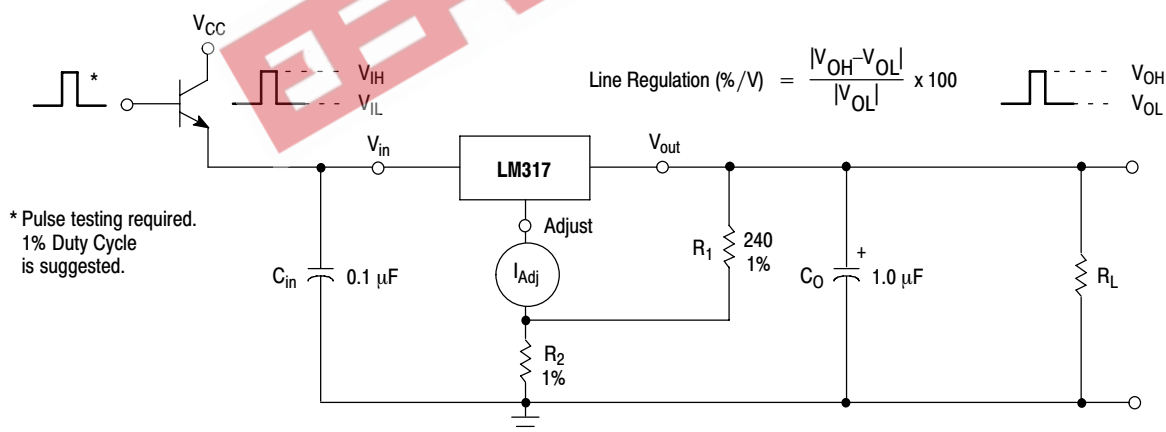 V_CC
*
V_IH
V_IL
Line Regulation (%/V) = |V_OH–V_OL| / |V_OL| x 100
V_OH
V_OL
V_in
LM317
V_out
* Pulse testing required.
1% Duty Cycle
is suggested.
Adjust
I_Adj
C_in
0.1 μF
R_1
240
1%
C_O
+
1.0 μF
R_L
R_2
1%